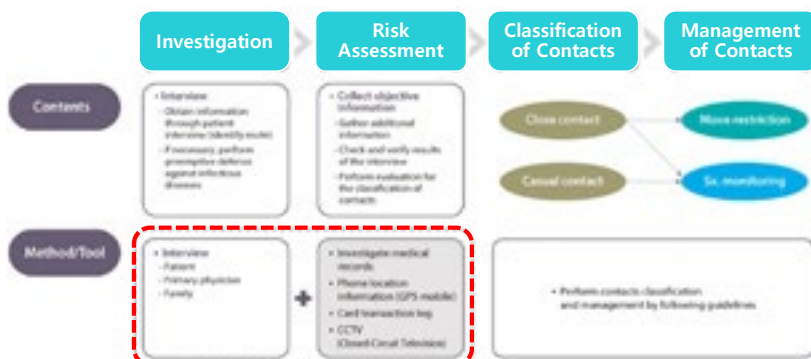 Investigation
Risk
Assessment
Classification
of Contacts
Management
of Contacts
Contents
• Interview
- Obtain information
through patient
interview (identify route)
- If necessary, perform
preemptive defense
against infectious
diseases
• Collect objective
information
- Gather additional
information
- Check and verify results
of the interview
- Perform evaluation for
the classification of
contacts
Close contact
Move restriction
Casual contact
Sx. monitoring
Method/Tool
• Interview
- Patient
- Primary physician
- Family
+
• Investigate medical
records
• Phone location
information (GPS mobile)
• Card transaction log
• CCTV
(Closed-Circuit Television)
• Perform contacts classification
and management by following guidelines